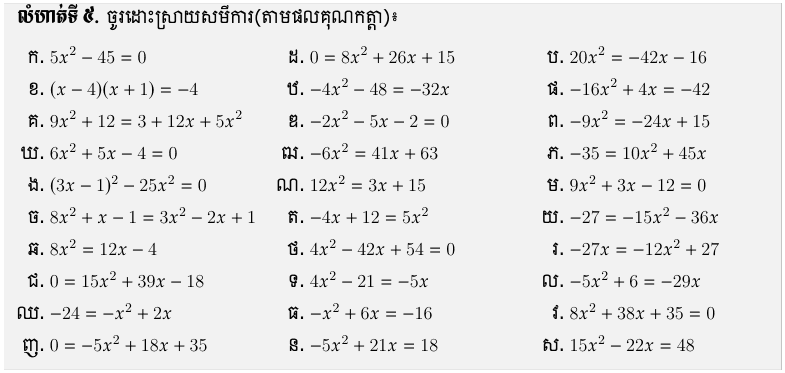 លំហាត់ទី ៥. ចូរដោះស្រាយសមីការ(តាមផលគុណកត្តា)៖
ក. 5x² − 45 = 0 ដ. 0 = 8x² + 26x + 15 ប. 20x² = −42x − 16
ខ. (x − 4)(x + 1) = −4 ឋ. −4x² − 48 = −32x ផ. −16x² + 4x = −42
គ. 9x² + 12 = 3 + 12x + 5x² ឌ. −2x² − 5x − 2 = 0 ព. −9x² = −24x + 15
ឃ. 6x² + 5x − 4 = 0 ឍ. −6x² = 41x + 63 ភ. −35 = 10x² + 45x
ង. (3x − 1)² − 25x² = 0 ណ. 12x² = 3x + 15 ម. 9x² + 3x − 12 = 0
ច. 8x² + x − 1 = 3x² − 2x + 1 ត. −4x + 12 = 5x² យ. −27 = −15x² − 36x
ឆ. 8x² = 12x − 4 ថ. 4x² − 42x + 54 = 0 រ. −27x = −12x² + 27
ជ. 0 = 15x² + 39x − 18 ទ. 4x² − 21 = −5x ល. −5x² + 6 = −29x
ឈ. −24 = −x² + 2x ធ. −x² + 6x = −16 វ. 8x² + 38x + 35 = 0
ញ. 0 = −5x² + 18x + 35 ន. −5x² + 21x = 18 ស. 15x² − 22x = 48